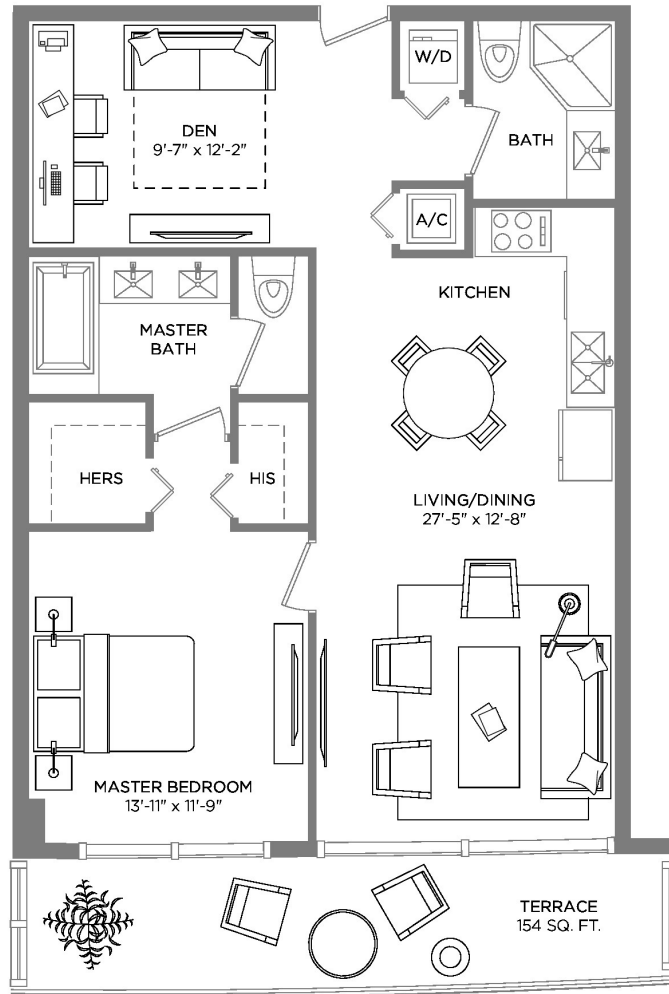 W/D
DEN
9'-7" x 12'-2"
BATH
A/C
KITCHEN
MASTER
BATH
HERS
HIS
LIVING/DINING
27'-5" x 12'-8"
MASTER BEDROOM
13'-11" x 11'-9"
TERRACE
154 SQ. FT.